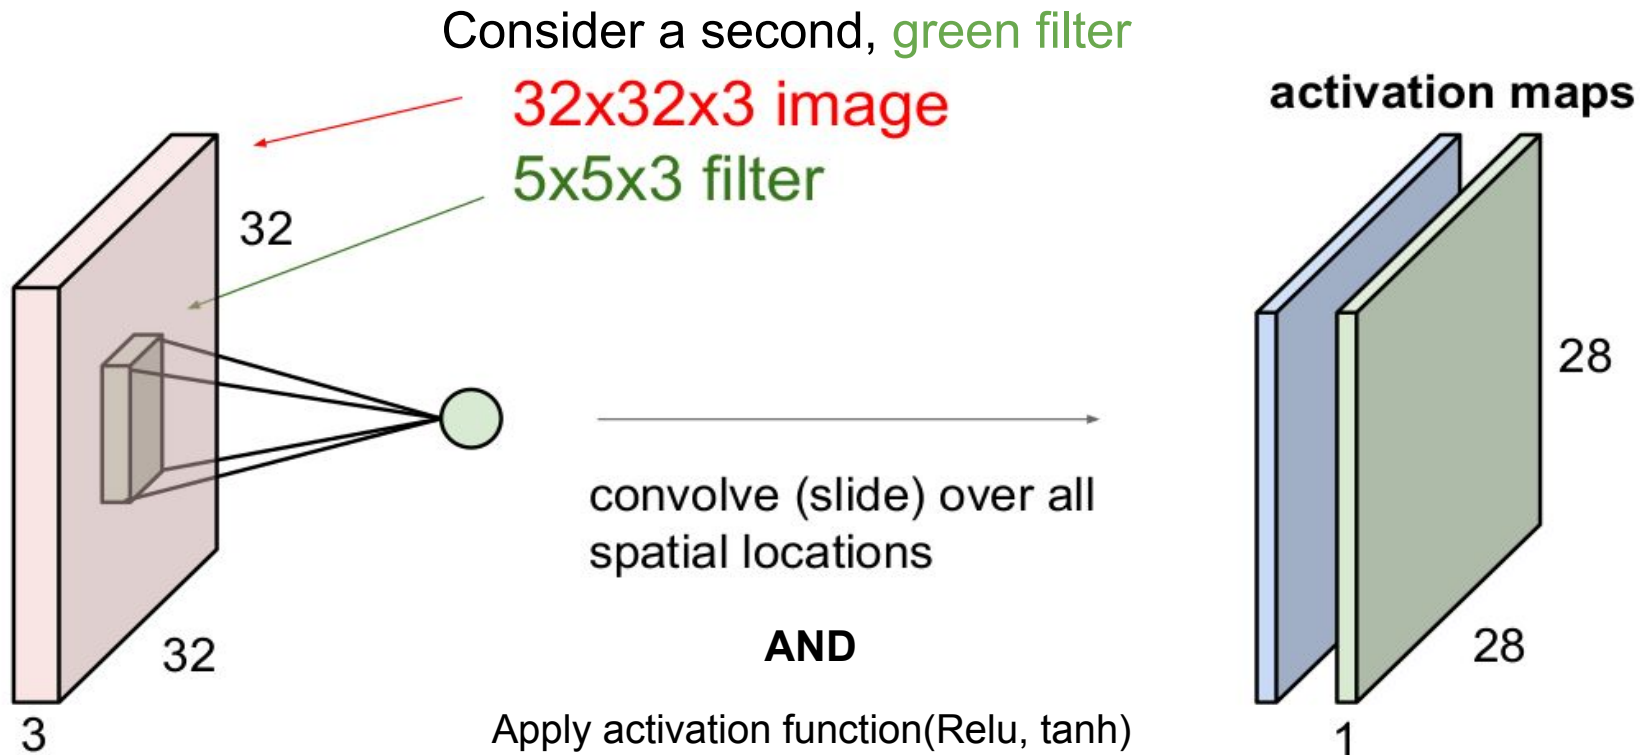 Consider a second, green filter
32x32x3 image
5x5x3 filter
activation maps
32
32
3
convolve (slide) over all
spatial locations
AND
Apply activation function(Relu, tanh)
28
28
1